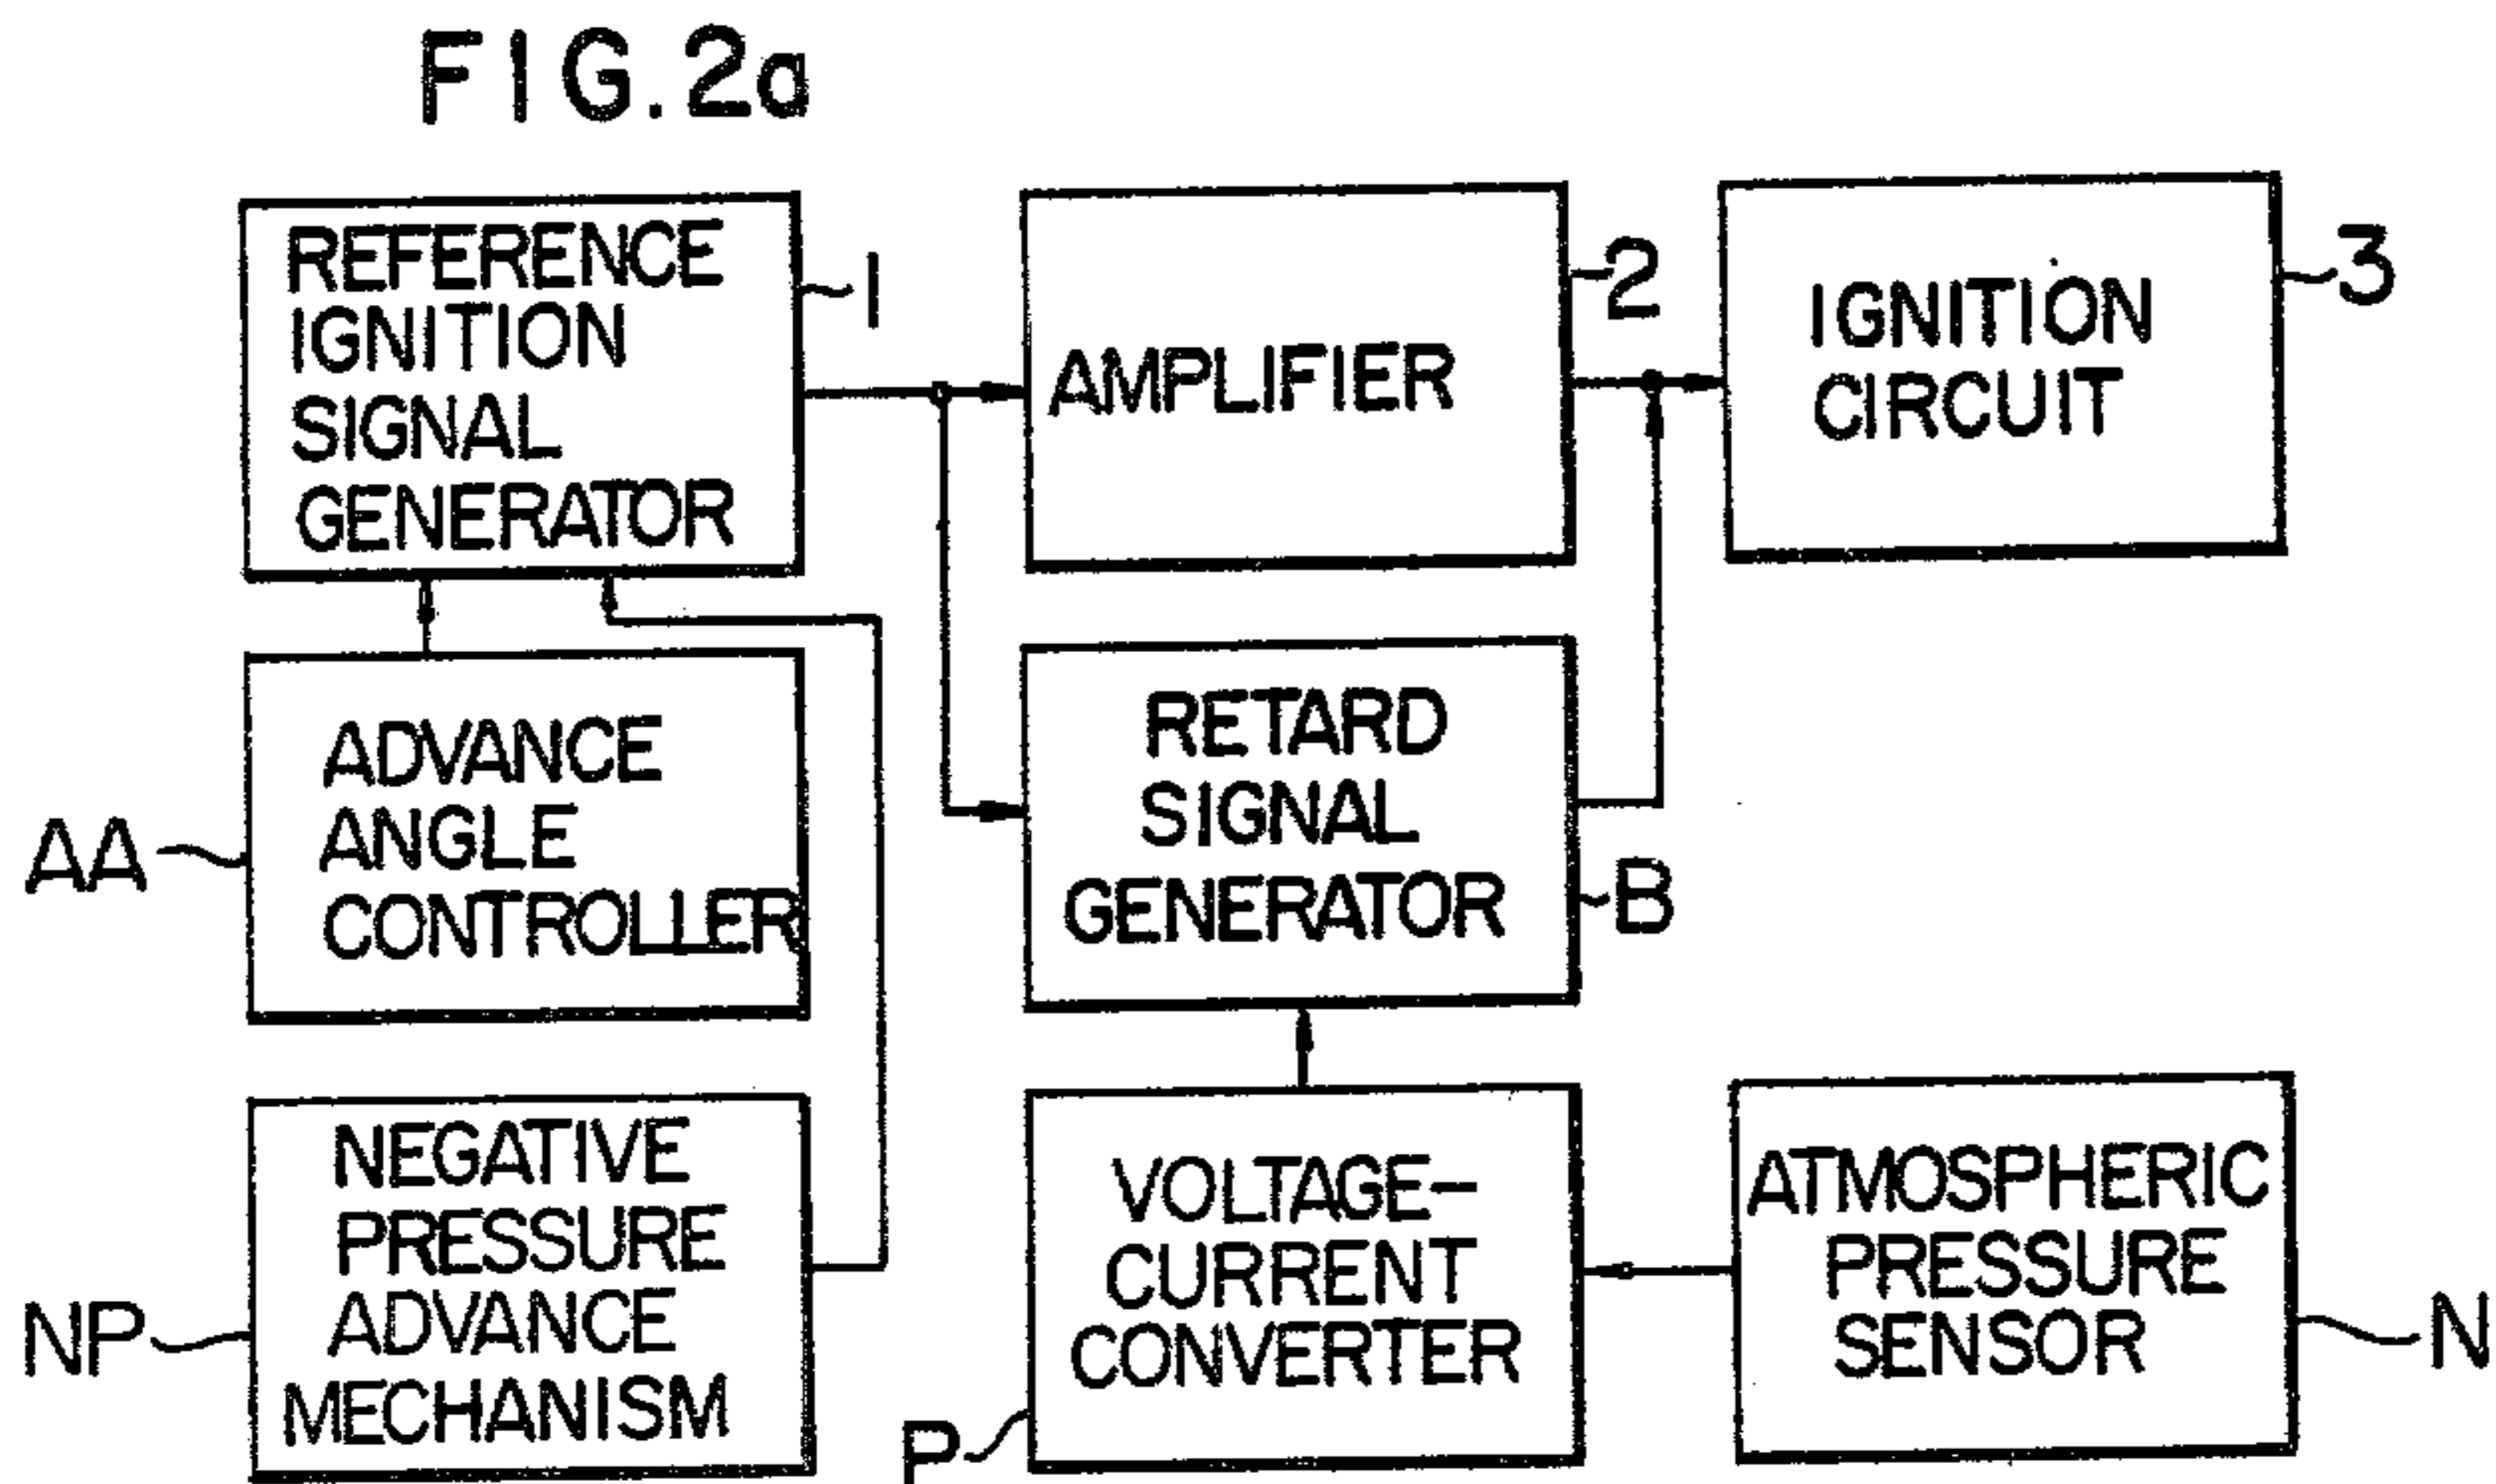 FIG.2a
REFERENCE
IGNITION
SIGNAL
GENERATOR
1
AMPLIFIER
2
IGNITION
CIRCUIT
3
ADVANCE
ANGLE
CONTROLLER
AA
RETARD
SIGNAL
GENERATOR
B
NEGATIVE
PRESSURE
ADVANCE
MECHANISM
NP
VOLTAGE-
CURRENT
CONVERTER
P
ATMOSPHERIC
PRESSURE
SENSOR
N